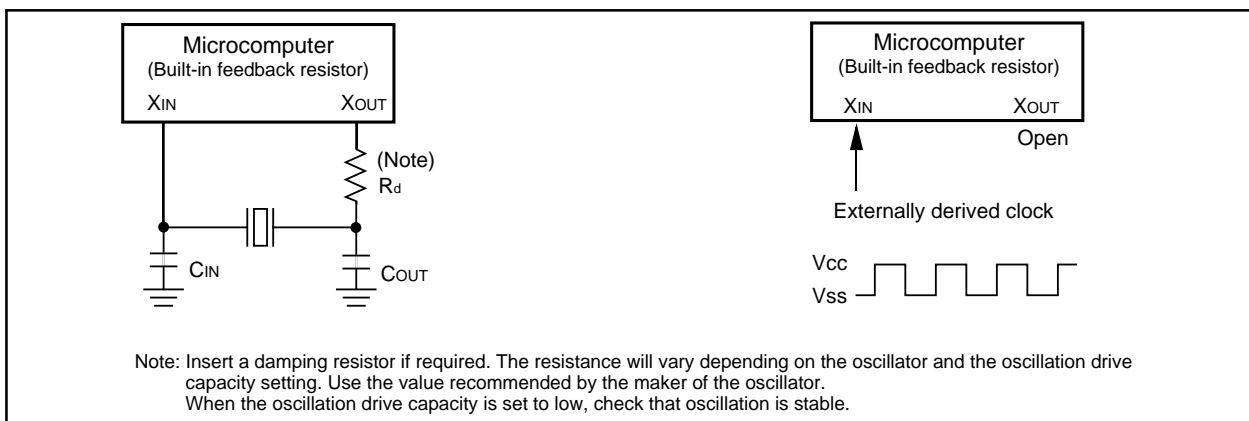 Microcomputer
(Built-in feedback resistor)
XIN XOUT
(Note)
Rd
CIN
COUT
Microcomputer
(Built-in feedback resistor)
XIN XOUT
Open
Externally derived clock
Vcc
Vss
Note: Insert a damping resistor if required. The resistance will vary depending on the oscillator and the oscillation drive
capacity setting. Use the value recommended by the maker of the oscillator.
When the oscillation drive capacity is set to low, check that oscillation is stable.